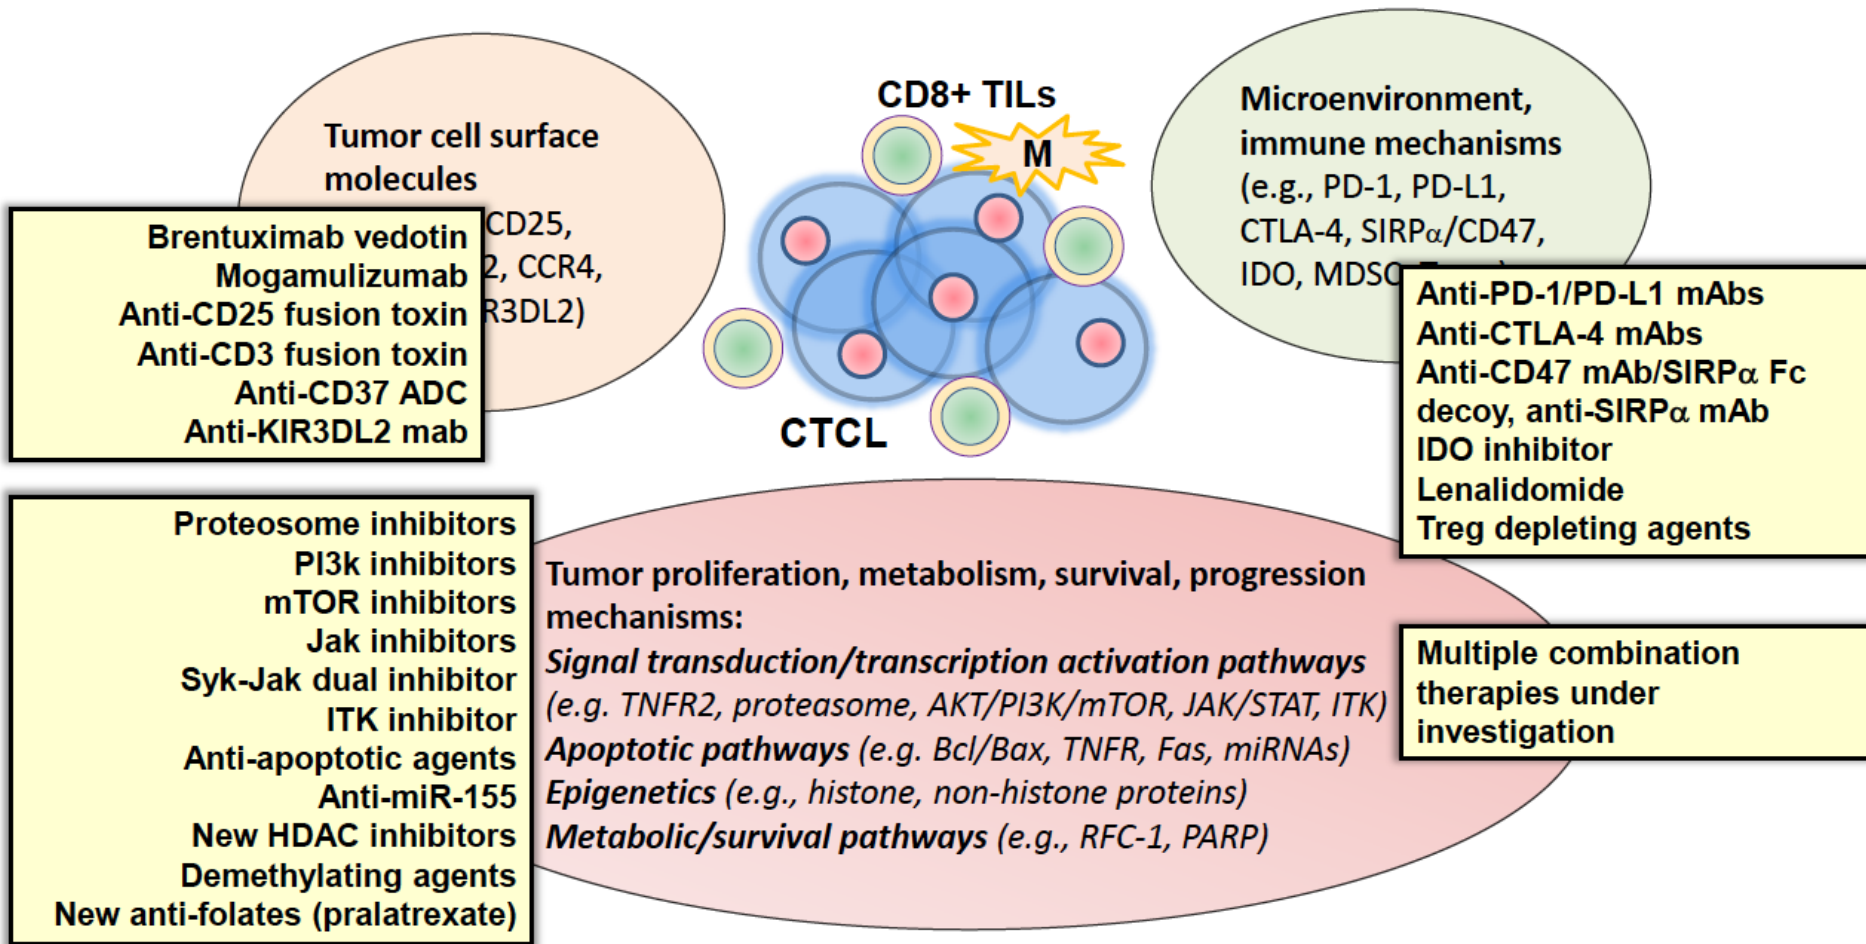 CD8+ TILs
M
CTCL
Tumor cell surface
molecules
CD25,
2, CCR4,
R3DL2)
Brentuximab vedotin
Mogamulizumab
Anti-CD25 fusion toxin
Anti-CD3 fusion toxin
Anti-CD37 ADC
Anti-KIR3DL2 mab
Microenvironment,
immune mechanisms
(e.g., PD-1, PD-L1,
CTLA-4, SIRPα/CD47,
IDO, MDSC
Anti-PD-1/PD-L1 mAbs
Anti-CTLA-4 mAbs
Anti-CD47 mAb/SIRPα Fc
decoy, anti-SIRPα mAb
IDO inhibitor
Lenalidomide
Treg depleting agents
Proteosome inhibitors
PI3k inhibitors
mTOR inhibitors
Jak inhibitors
Syk-Jak dual inhibitor
ITK inhibitor
Anti-apoptotic agents
Anti-miR-155
New HDAC inhibitors
Demethylating agents
New anti-folates (pralatrexate)
Tumor proliferation, metabolism, survival, progression
mechanisms:
Signal transduction/transcription activation pathways
(e.g. TNFR2, proteasome, AKT/PI3K/mTOR, JAK/STAT, ITK)
Apoptotic pathways (e.g. Bcl/Bax, TNFR, Fas, miRNAs)
Epigenetics (e.g., histone, non-histone proteins)
Metabolic/survival pathways (e.g., RFC-1, PARP)
Multiple combination
therapies under
investigation